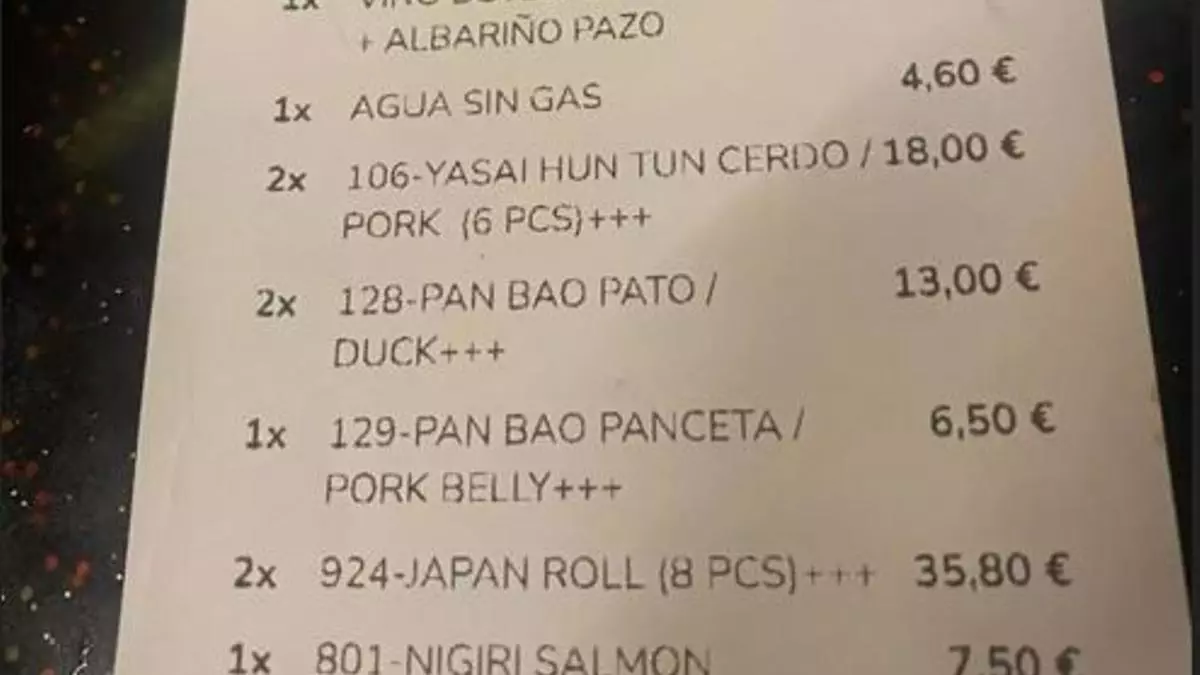 1x VINO
+ ALBARIÑO PAZO
1x AGUA SIN GAS 4,60 €
2x 106-YASAI HUN TUN CERDO / 18,00 €
PORK (6 PCS)+++
2x 128-PAN BAO PATO / 13,00 €
DUCK+++
1x 129-PAN BAO PANCETA / 6,50 €
PORK BELLY+++
2x 924-JAPAN ROLL (8 PCS)+++ 35,80 €
1x 801-NIGIRI SALMON 7,50 €